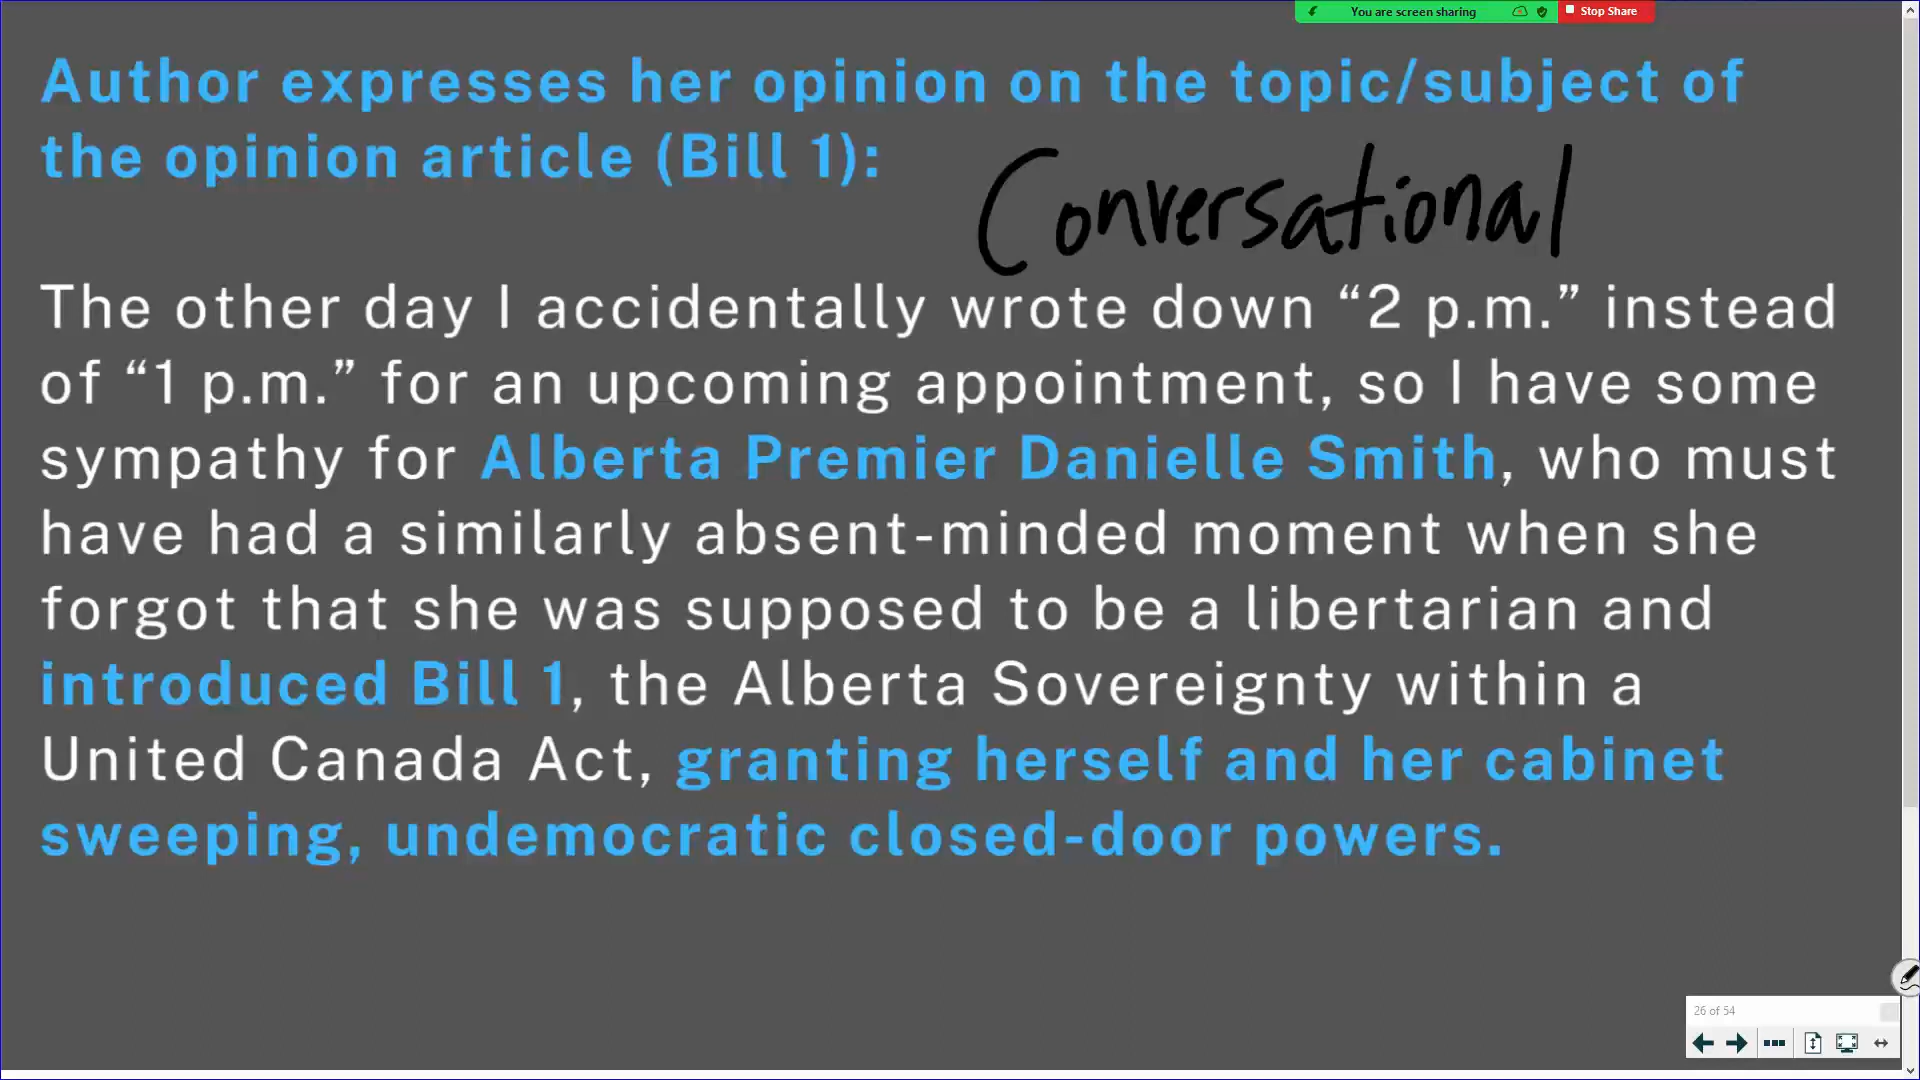 You are screen sharing
Stop Share
Author expresses her opinion on the topic/subject of
the opinion article (Bill 1):
Conversational
The other day I accidentally wrote down “2 p.m.” instead
of “1 p.m.” for an upcoming appointment, so I have some
sympathy for Alberta Premier Danielle Smith, who must
have had a similarly absent-minded moment when she
forgot that she was supposed to be a libertarian and
introduced Bill 1, the Alberta Sovereignty within a
United Canada Act, granting herself and her cabinet
sweeping, undemocratic closed-door powers.
26 of 54